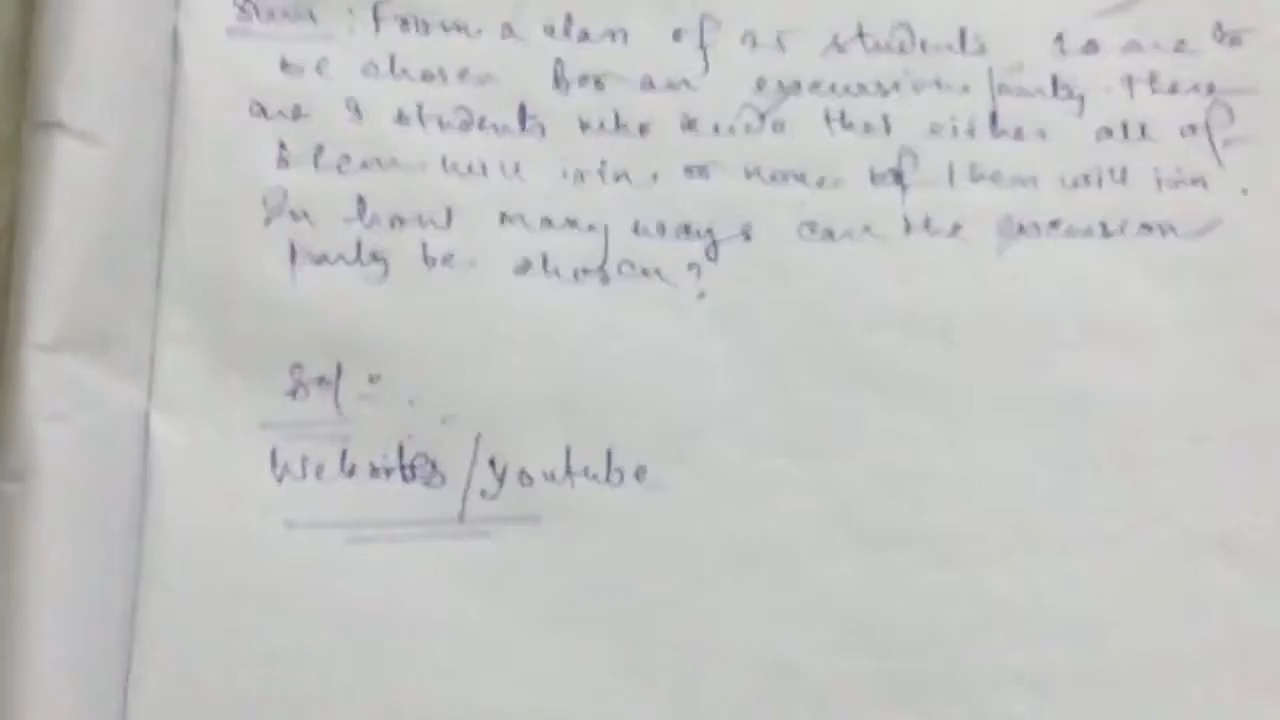 : From a class of 25 students 10 are to
be chosen for an excursion party, there
are 3 students who decide that either all of
them will join, or none of them will join.
In how many ways can the excursion
party be chosen?
Sol :
Websites / youtube